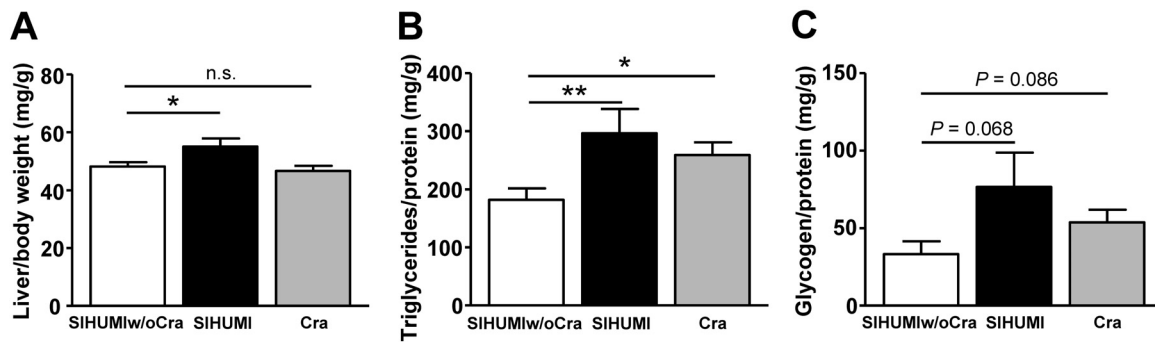 A
Liver/body weight (mg/g)
80
60
40
20
0
n.s.
*
SIHUMIw/oCra
SIHUMI
Cra
B
Triglycerides/protein (mg/g)
400
300
200
100
0
*
**
SIHUMIw/oCra
SIHUMI
Cra
C
Glycogen/protein (mg/g)
150
100
50
0
P = 0.086
P = 0.068
SIHUMIw/oCra
SIHUMI
Cra